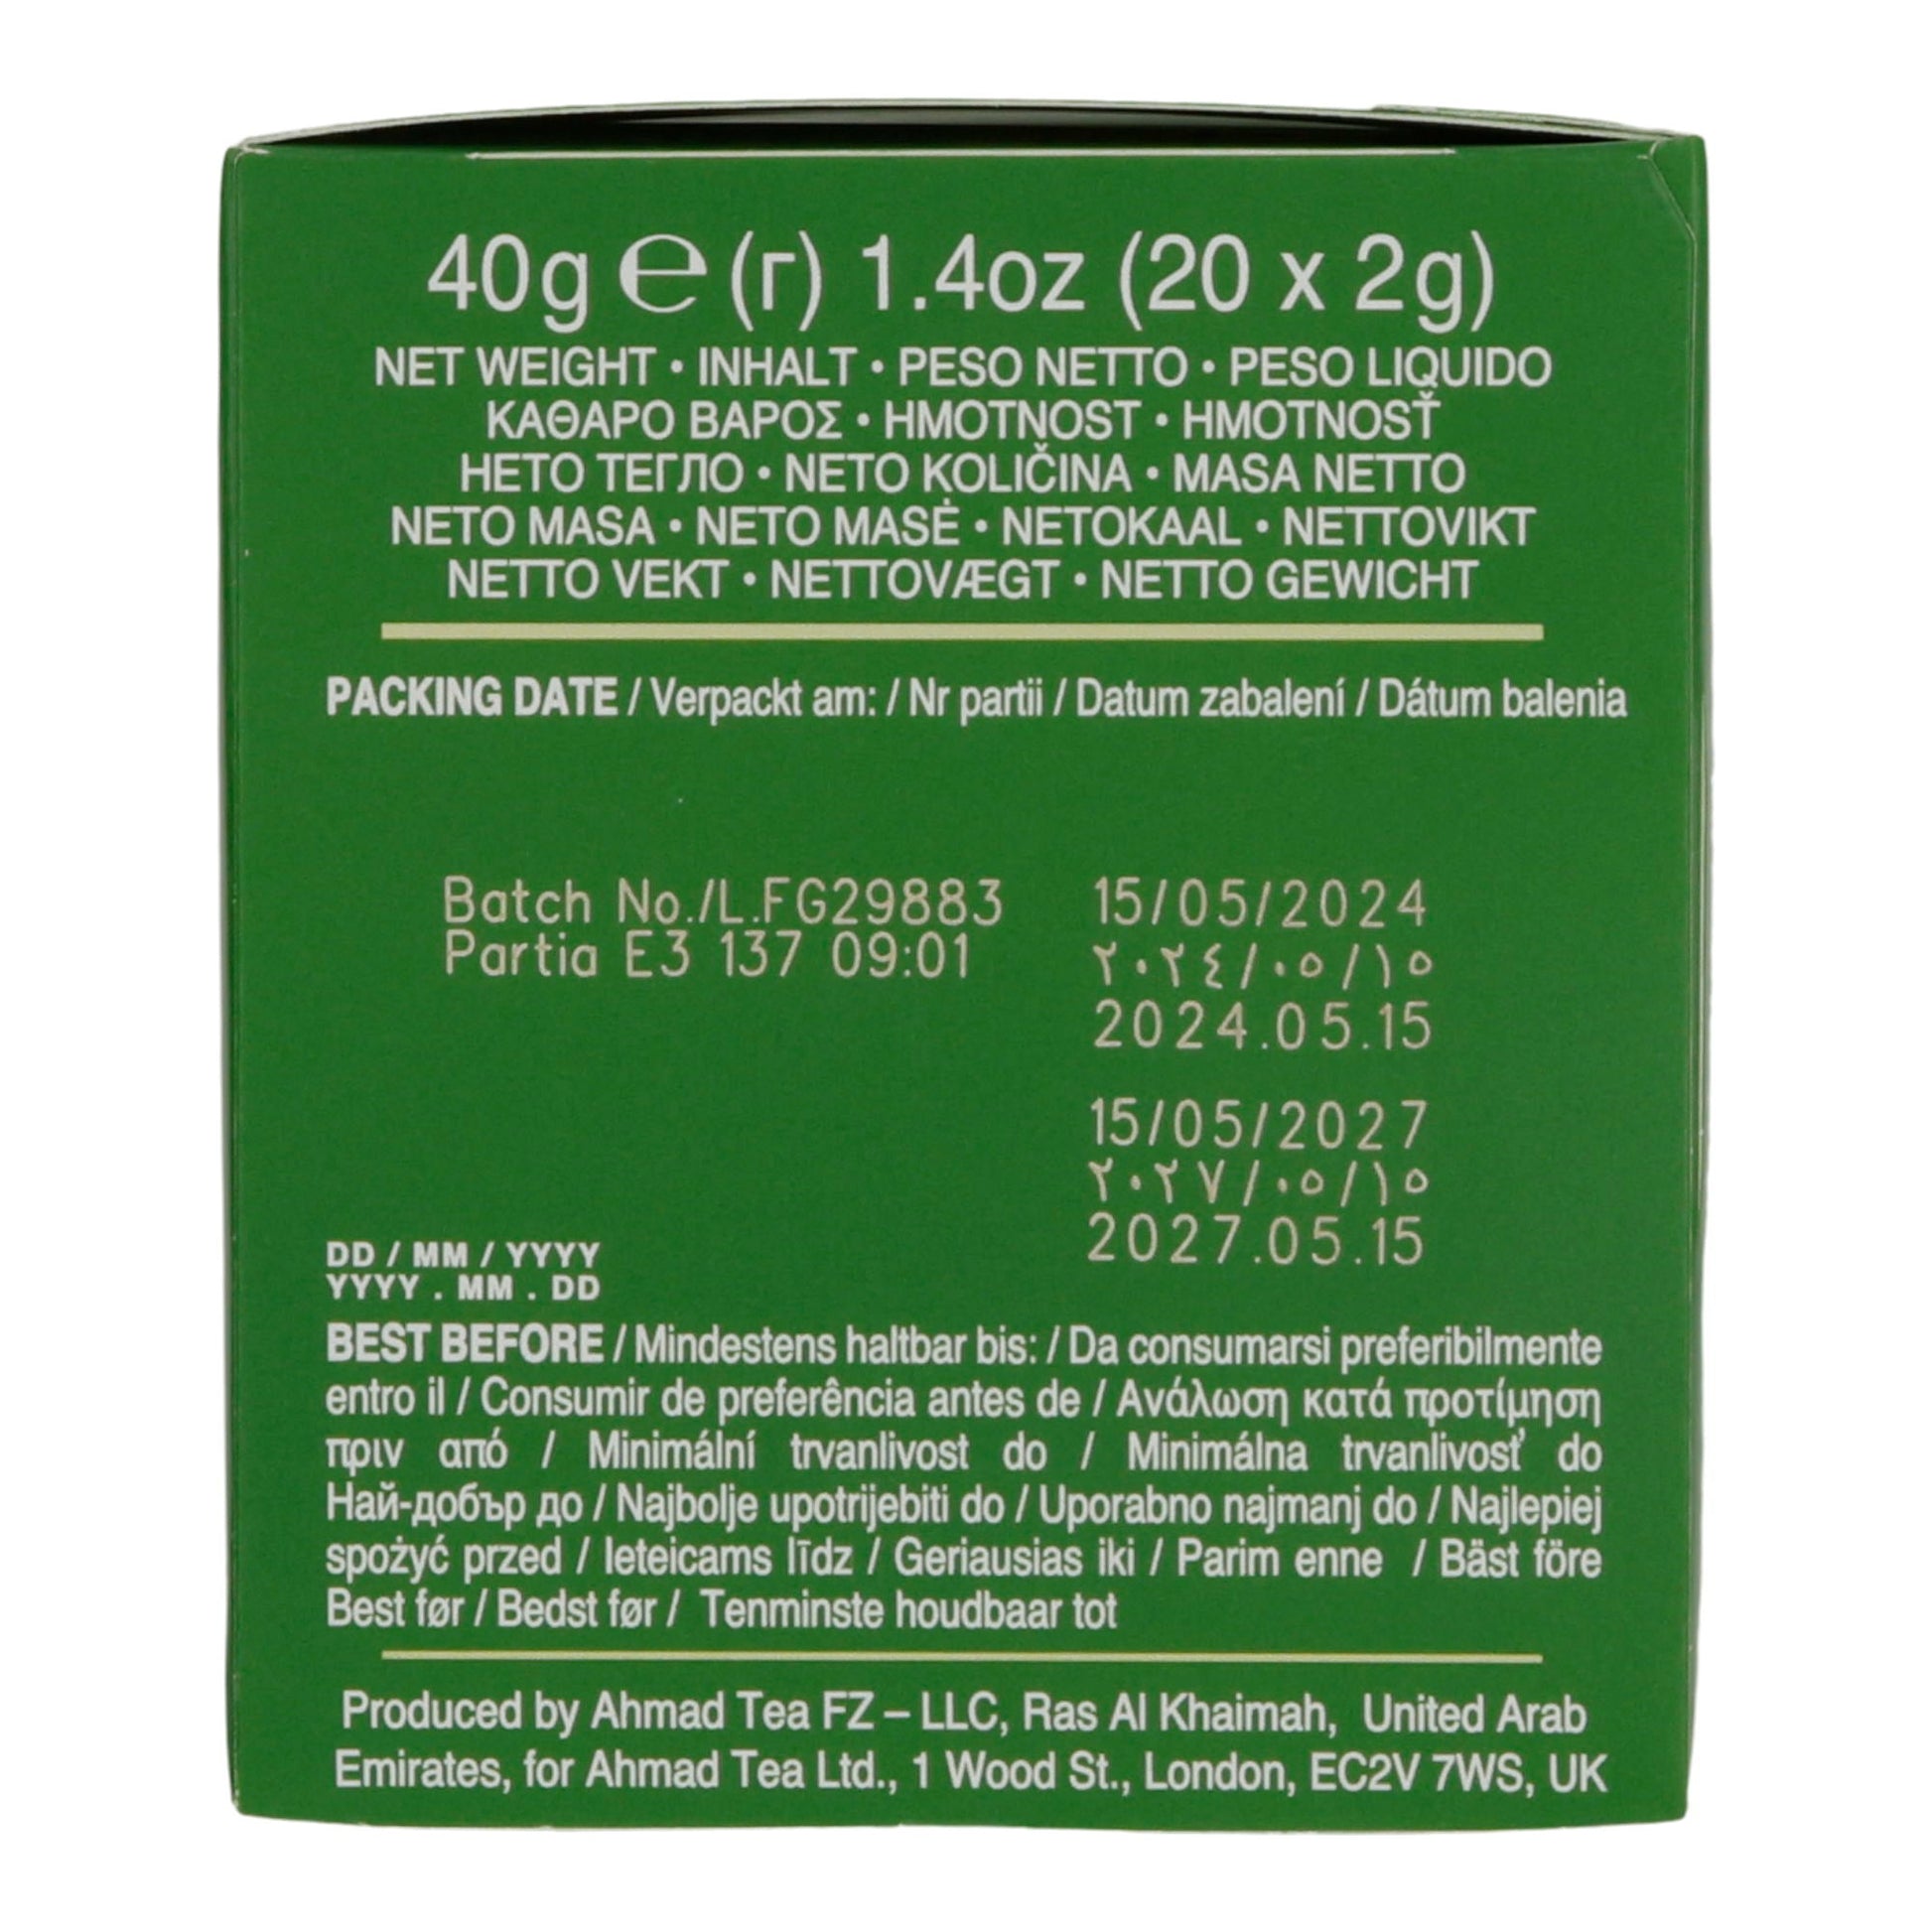 40g ℮ (г) 1.4oz (20 x 2g)
NET WEIGHT • INHALT • PESO NETTO • PESO LIQUIDO
ΚΑΘΑΡΟ ΒΑΡΟΣ • HMOTNOST • HMOTNOSŤ
НЕТО ТЕГЛО • NETO KOLIČINA • MASA NETTO
NETO MASA • NETO MASĖ • NETOKAAL • NETTOVIKT
NETTO VEKT • NETTOVÆGT • NETTO GEWICHT
PACKING DATE / Verpackt am: / Nr partii / Datum zabalení / Dátum balenia
Batch No./L.FG29883 15/05/2024
Partia E3 137 09:01 ٢٠٢٤/٠٥/١٥
2024.05.15
15/05/2027
٢٠٢٧/٠٥/١٥
2027.05.15
DD / MM / YYYY
YYYY . MM . DD
BEST BEFORE / Mindestens haltbar bis: / Da consumarsi preferibilmente
entro il / Consumir de preferência antes de / Ανάλωση κατά προτίμηση
πριν από / Minimální trvanlivost do / Minimálna trvanlivosť do
Най-добър до / Najbolje upotrijebiti do / Uporabno najmanj do / Najlepiej
spożyć przed / Ieteicams līdz / Geriausias iki / Parim enne / Bäst före
Best før / Bedst før / Tenminste houdbaar tot
Produced by Ahmad Tea FZ – LLC, Ras Al Khaimah, United Arab
Emirates, for Ahmad Tea Ltd., 1 Wood St., London, EC2V 7WS, UK